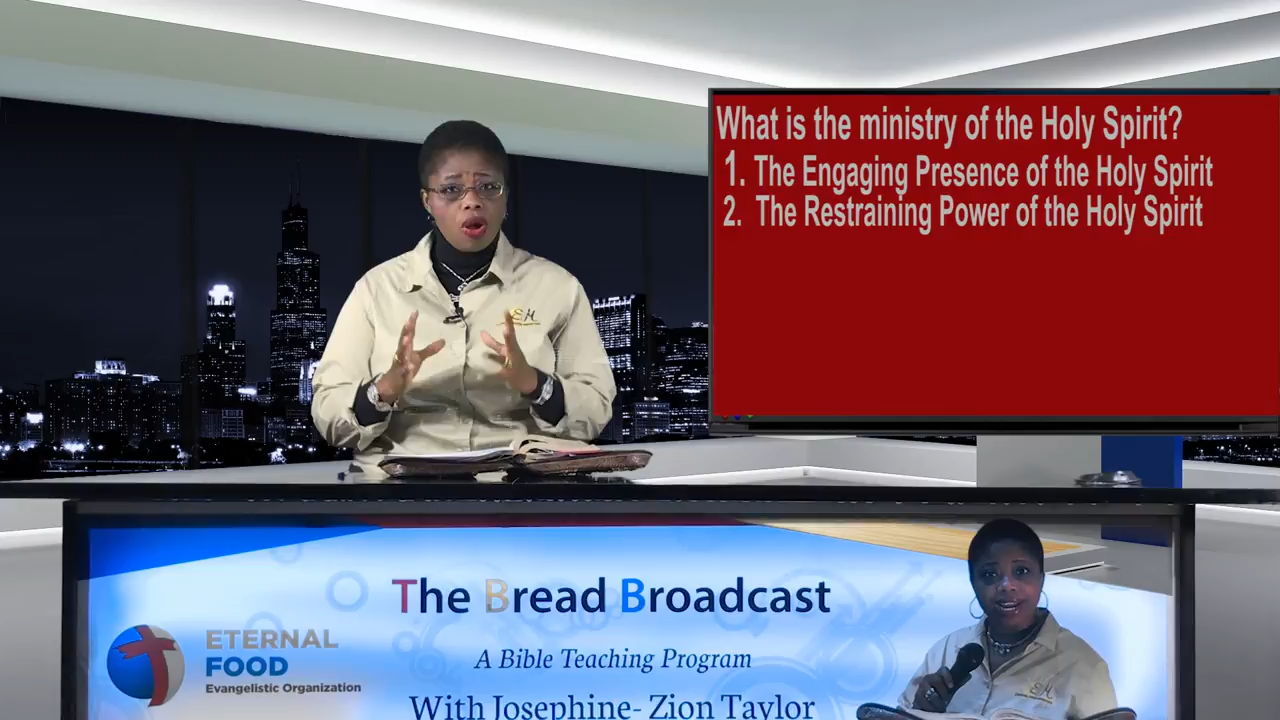 What is the ministry of the Holy Spirit?
1. The Engaging Presence of the Holy Spirit
2. The Restraining Power of the Holy Spirit
The Bread Broadcast
ETERNAL
FOOD
Evangelistic Organization
A Bible Teaching Program
With Josephine- Zion Taylor